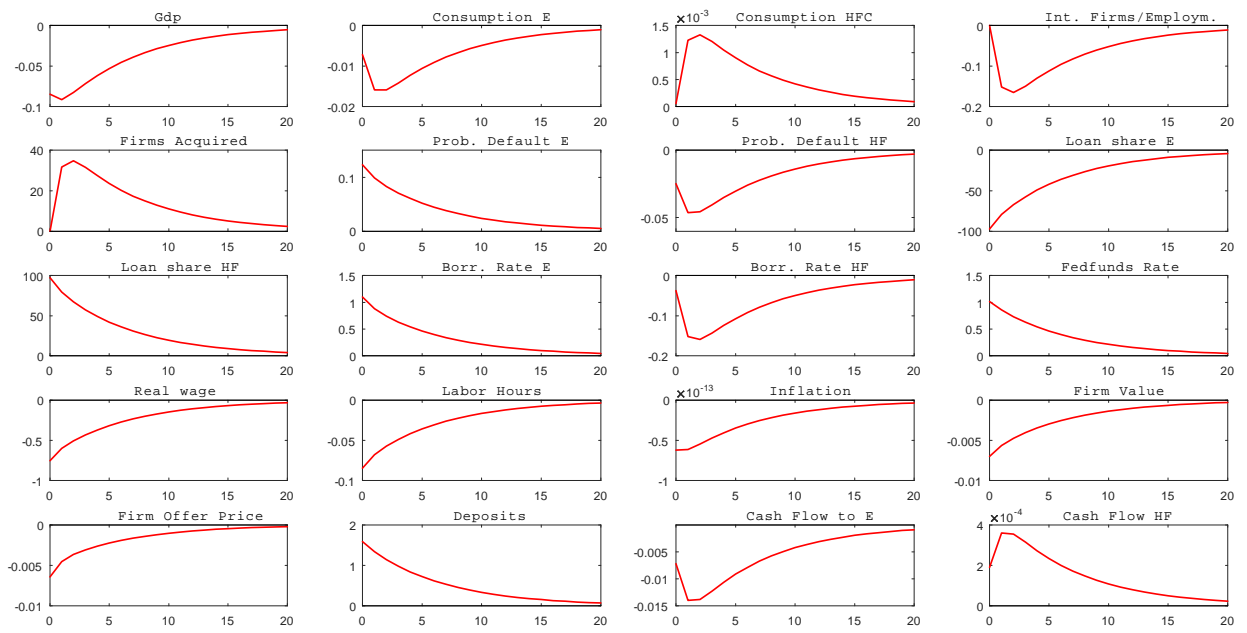 Gdp Consumption E Consumption HFC Int. Firms/Employm.
×10-3
0 0 1.5 0
-0.05 -0.01 1 -0.1
0.5
-0.1 -0.02 0 -0.2
0 5 10 15 20 0 5 10 15 20 0 5 10 15 20 0 5 10 15 20
Firms Acquired Prob. Default E Prob. Default HF Loan share E
40 0 0
0.1
20 -0.05 -50
0 0 -100
0 5 10 15 20 0 5 10 15 20 0 5 10 15 20 0 5 10 15 20
Loan share HF Borr. Rate E Borr. Rate HF Fedfunds Rate
100 1.5 0 1.5
50 1 -0.1 1
0.5 0.5
0 0 -0.2 0
0 5 10 15 20 0 5 10 15 20 0 5 10 15 20 0 5 10 15 20
Real wage Labor Hours Inflation Firm Value
×10-13
0 0 0 0
-0.5 -0.05 -0.5 -0.005
-1 -0.1 -1 -0.01
0 5 10 15 20 0 5 10 15 20 0 5 10 15 20 0 5 10 15 20
Firm Offer Price Deposits Cash Flow to E Cash Flow HF
×10-4
0 2 4
-0.005 1 -0.005 2
-0.01
-0.01 0 -0.015 0
0 5 10 15 20 0 5 10 15 20 0 5 10 15 20 0 5 10 15 20